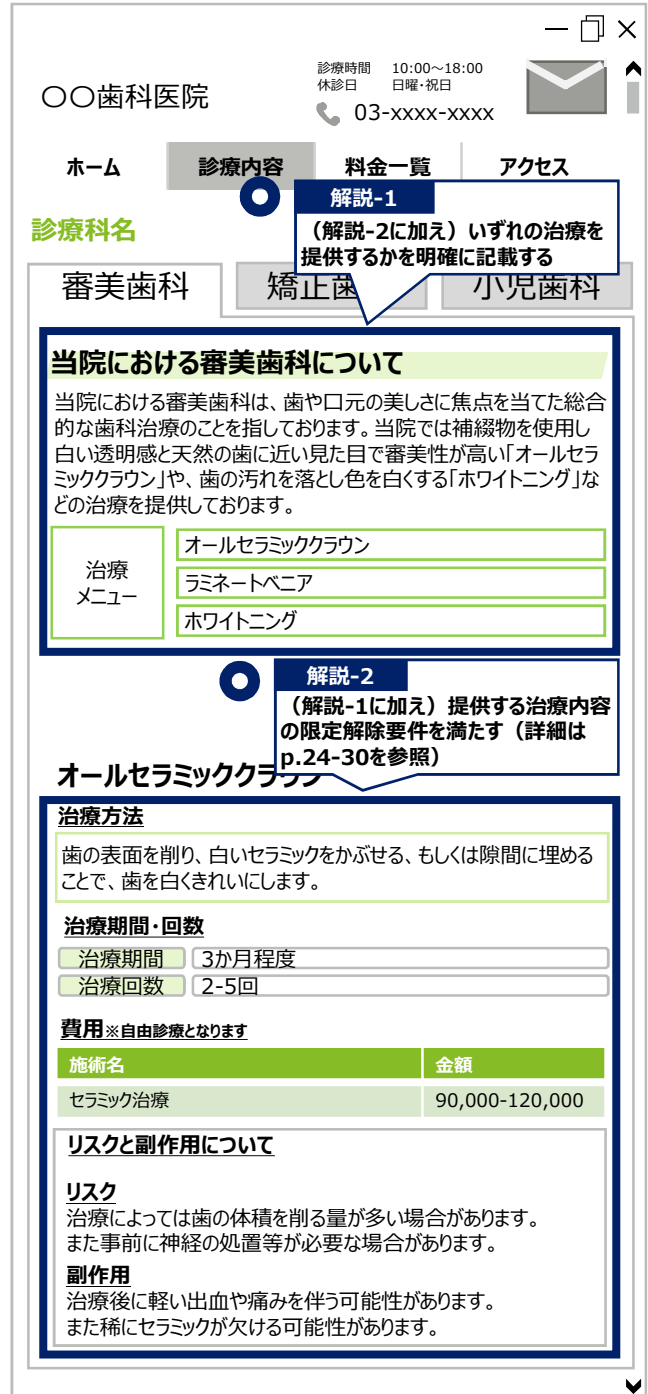 〇〇歯科医院
診療時間 10:00～18:00
休診日 日曜・祝日
03-xxxx-xxxx
ホーム 診療内容 料金一覧 アクセス
解説-1
（解説-2に加え）いずれの治療を
提供するかを明確に記載する
診療科名
審美歯科 矯正歯 小児歯科
当院における審美歯科について
当院における審美歯科は、歯や口元の美しさに焦点を当てた総合
的な歯科治療のことを指しております。当院では補綴物を使用し
白い透明感と天然の歯に近い見た目で審美性が高い「オールセラ
ミッククラウン」や、歯の汚れを落とし色を白くする「ホワイトニング」な
どの治療を提供しております。
治療
メニュー
オールセラミッククラウン
ラミネートベニア
ホワイトニング
解説-2
（解説-1に加え）提供する治療内容
の限定解除要件を満たす（詳細は
p.24-30を参照）
オールセラミッククラウン
治療方法
歯の表面を削り、白いセラミックをかぶせる、もしくは隙間に埋める
ことで、歯を白くきれいにします。
治療期間・回数
治療期間 3か月程度
治療回数 2-5回
費用※自由診療となります
施術名 金額
セラミック治療 90,000-120,000
リスクと副作用について
リスク
治療によっては歯の体積を削る量が多い場合があります。
また事前に神経の処置等が必要な場合があります。
副作用
治療後に軽い出血や痛みを伴う可能性があります。
また稀にセラミックが欠ける可能性があります。